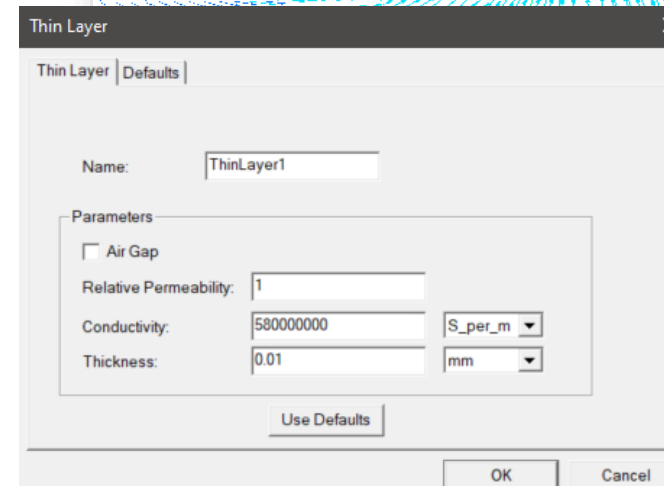 Thin Layer
Thin Layer Defaults
Name: ThinLayer1
Parameters
Air Gap
Relative Permeability: 1
Conductivity: 580000000 S_per_m
Thickness: 0.01 mm
Use Defaults
OK Cancel